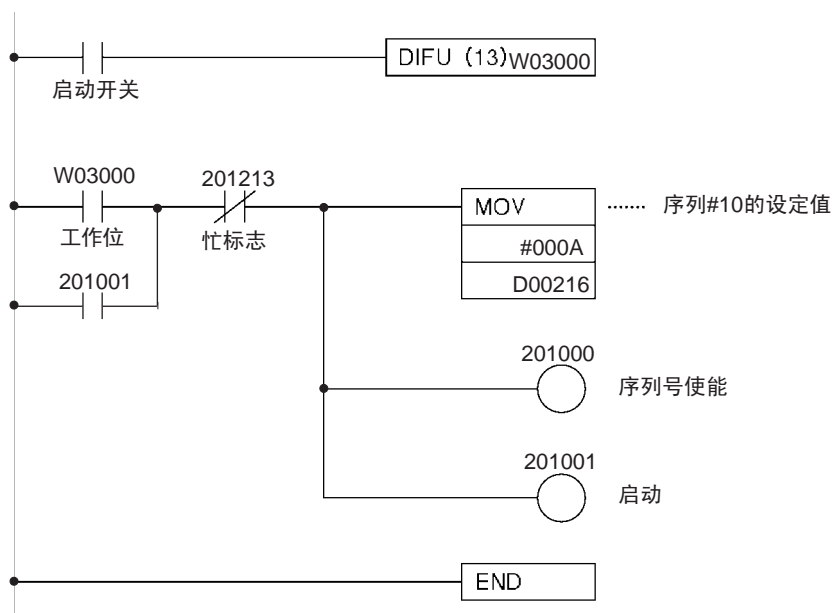 DIFU (13) W03000
启动开关
W03000
201213
MOV
...... 序列#10的设定值
工作位
忙标志
#000A
201001
D00216
201000
序列号使能
201001
启动
END